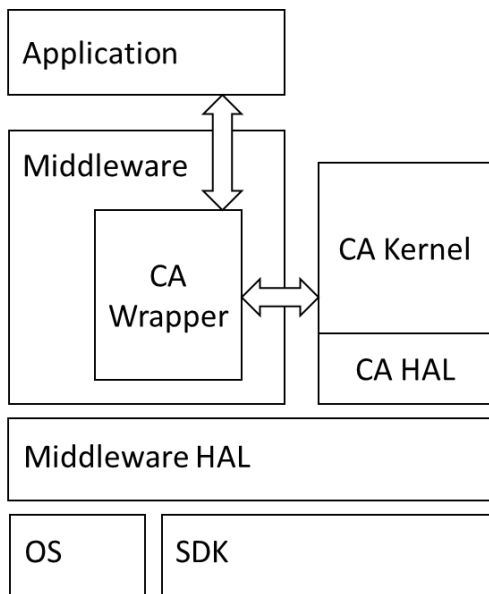 Application
Middleware
CA
Wrapper
CA Kernel
CA HAL
Middleware HAL
OS
SDK